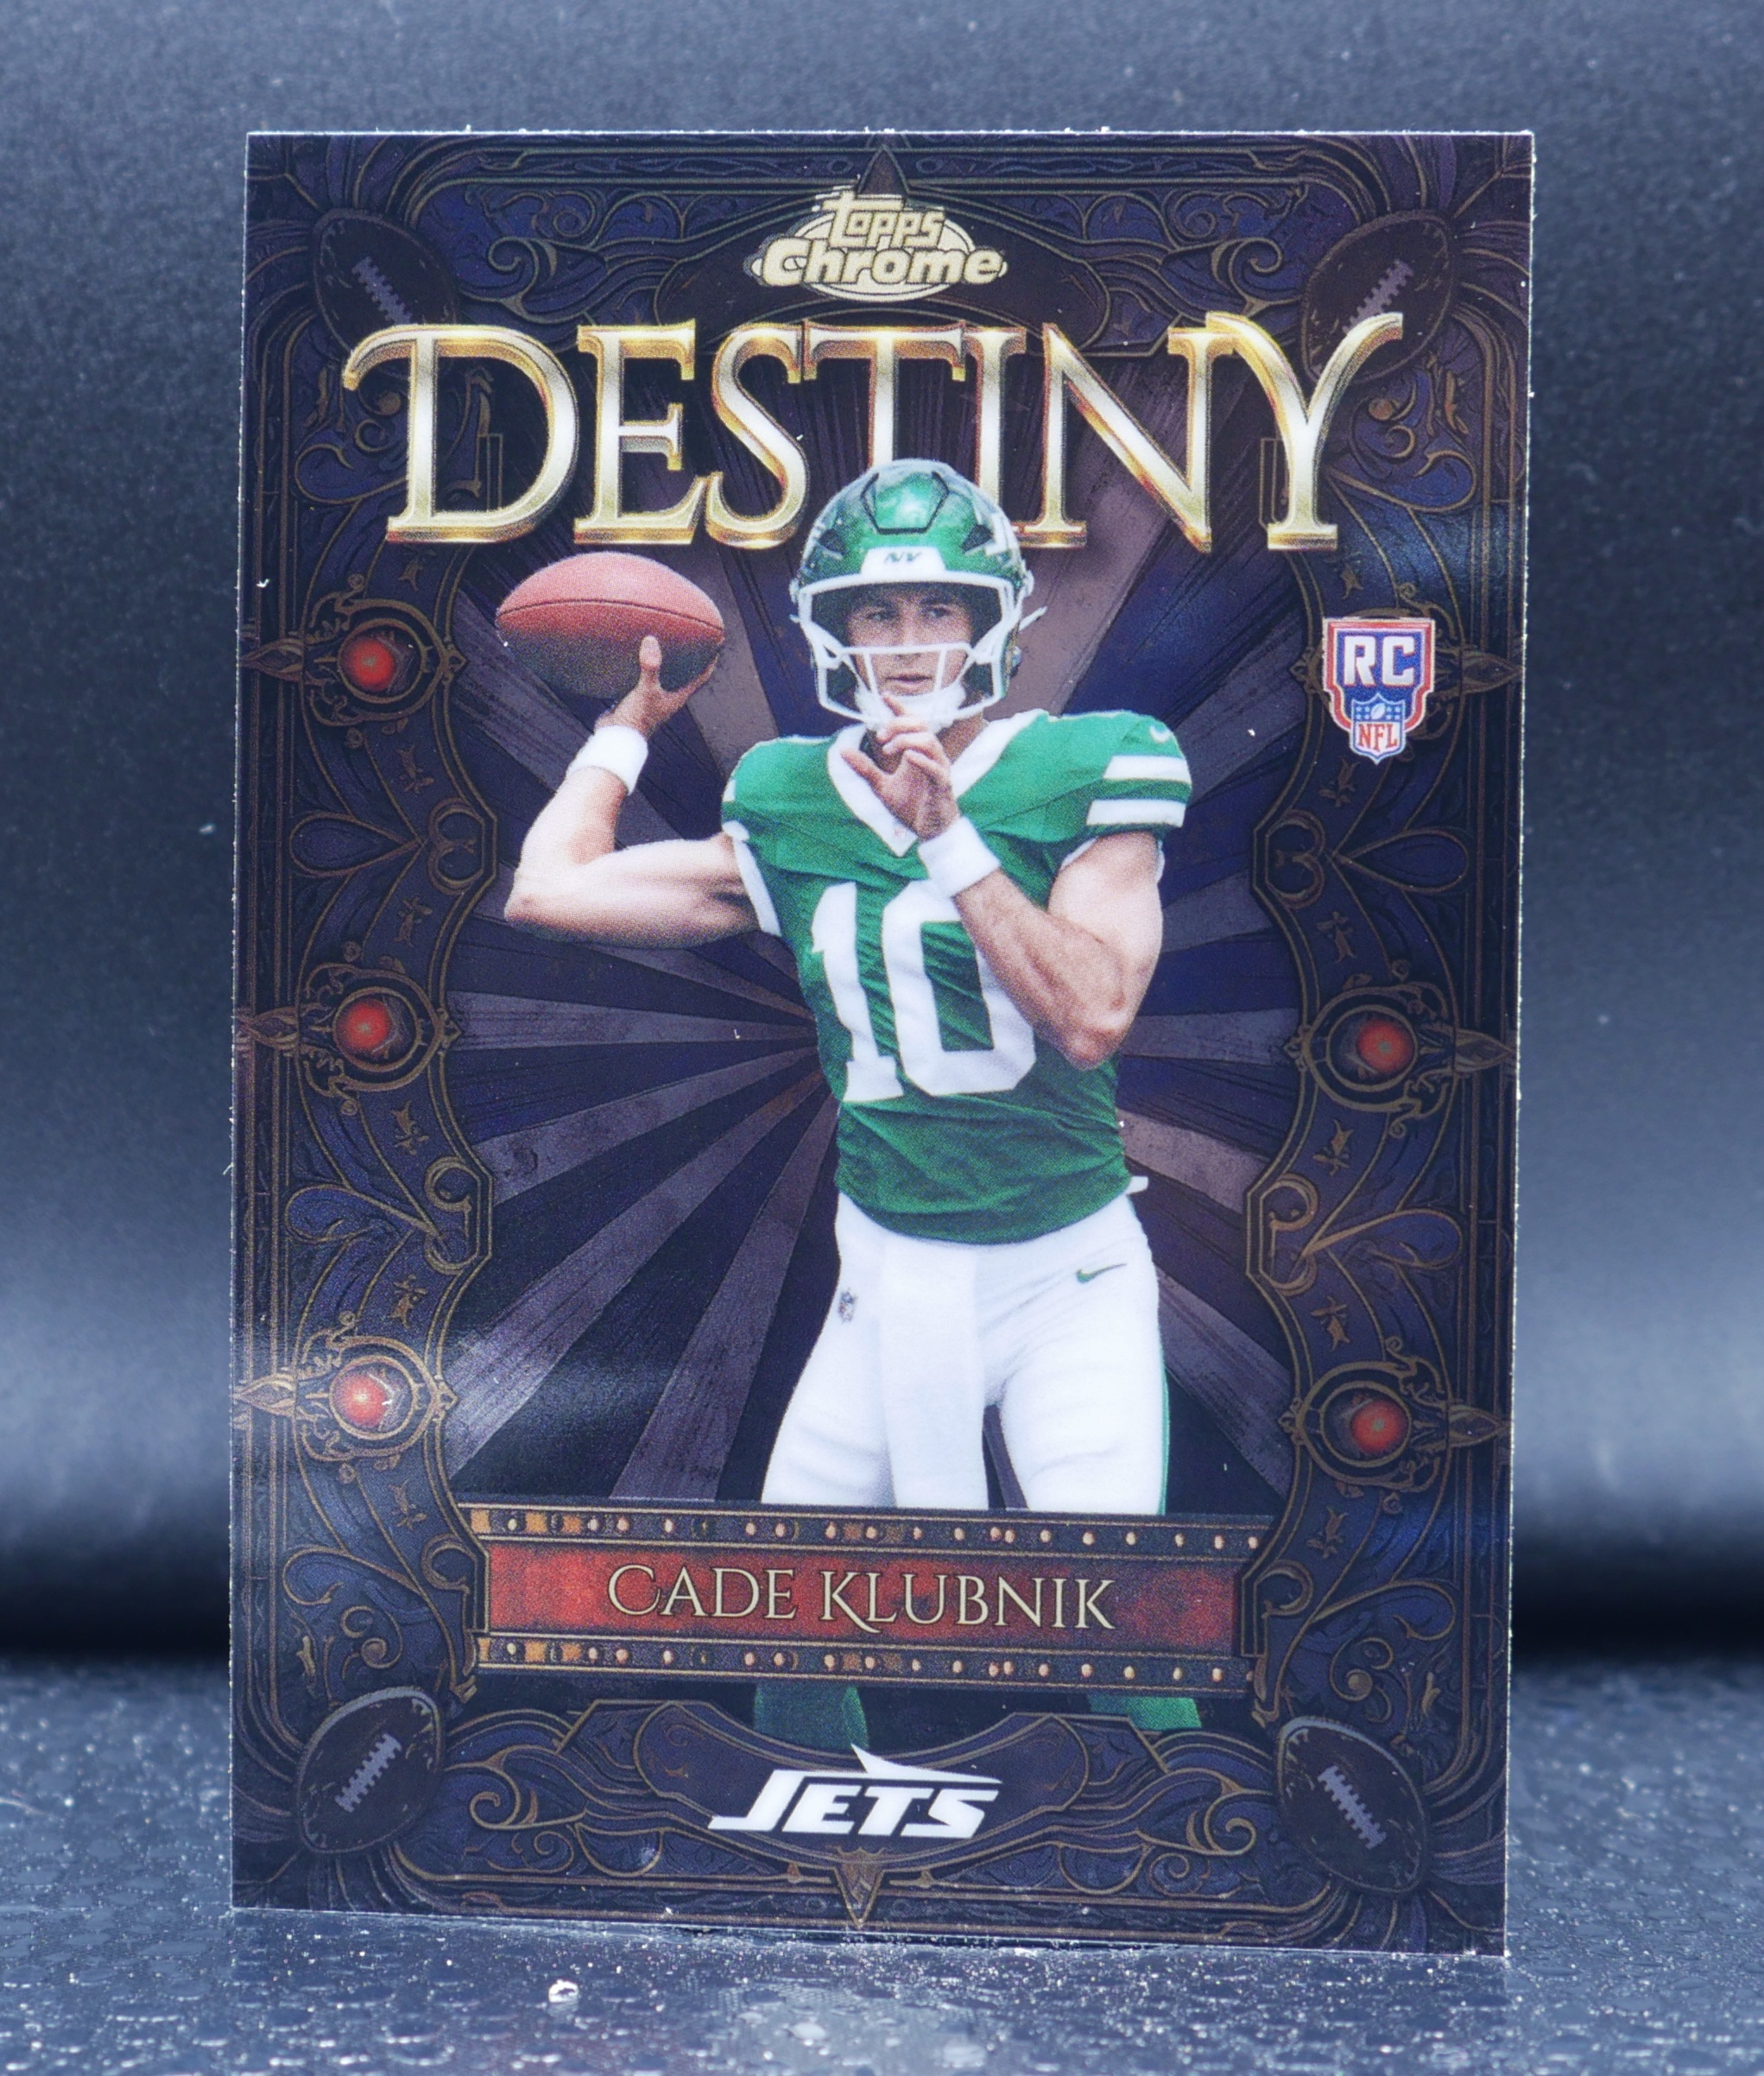 Topps
Chrome
DESTINY
NY
RC
NFL
10
CADE KLUBNIK
JETS